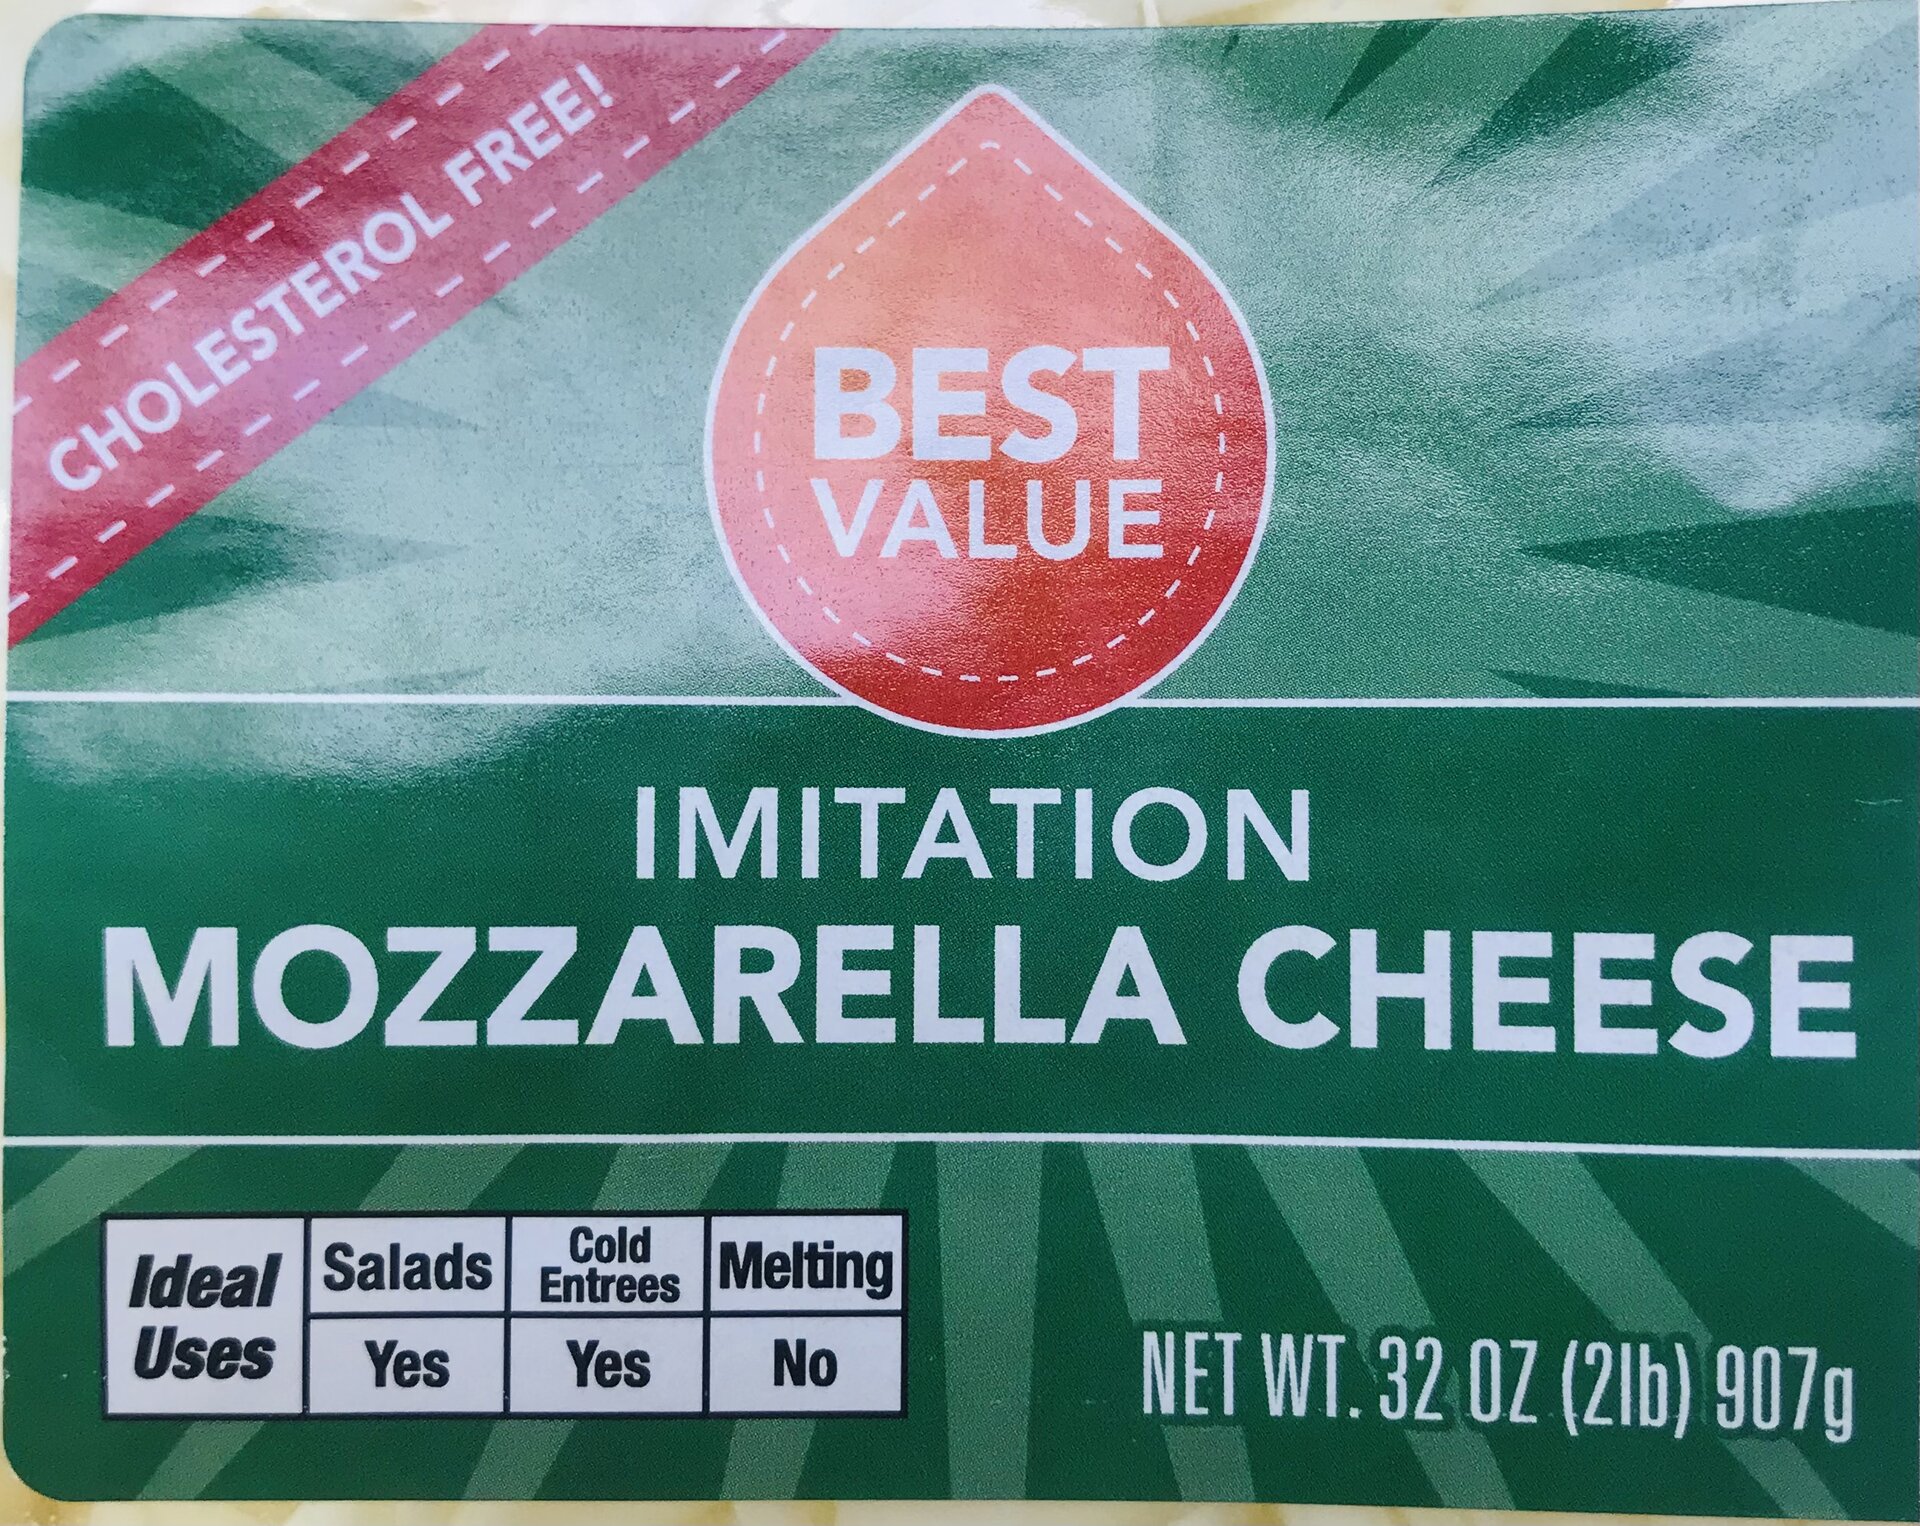 CHOLESTEROL FREE!
BEST
VALUE
IMITATION
MOZZARELLA CHEESE
Ideal
Uses
Salads
Cold
Entrees
Melting
Yes
Yes
No
NET WT. 32 OZ (2lb) 907g